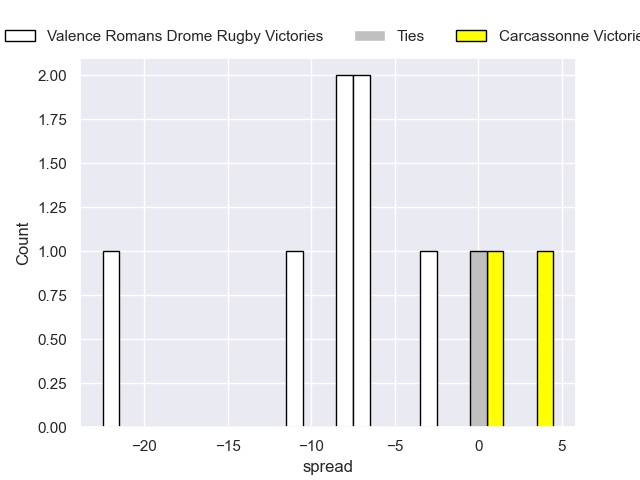 Valence Romans Drome Rugby Victories Ties Carcassonne Victorie
2.00
1.75
1.50
1.25
1.00
0.75
0.50
0.25
0.00
Count
−20 −15 −10 −5 0 5
spread